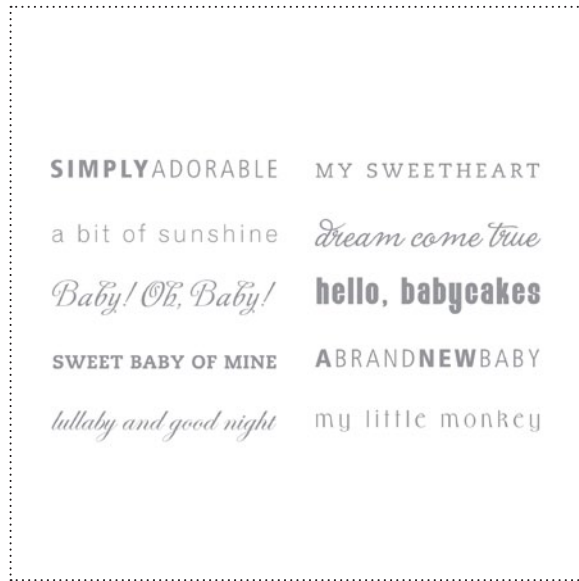 SIMPLYADORABLE
a bit of sunshine
Baby! Oh, Baby!
SWEET BABY OF MINE
lullaby and good night
MY SWEETHEART
dream come true
hello, babycakes
ABRANDNEWBABY
my little monkey